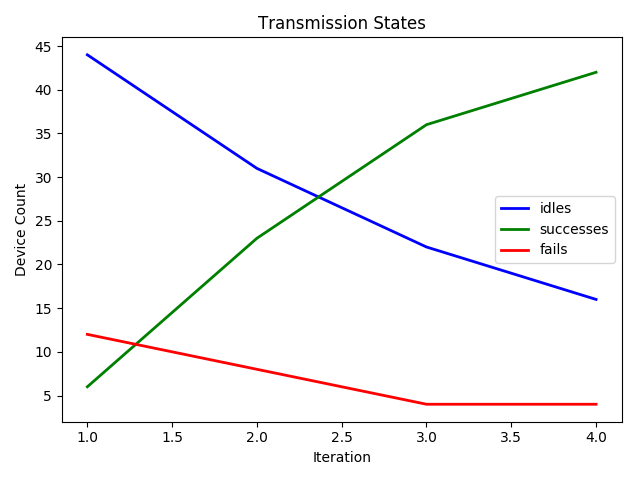 Transmission States
45
40
35
30
25
20
15
10
5
Device Count
idles
successes
fails
1.0 1.5 2.0 2.5 3.0 3.5 4.0
Iteration